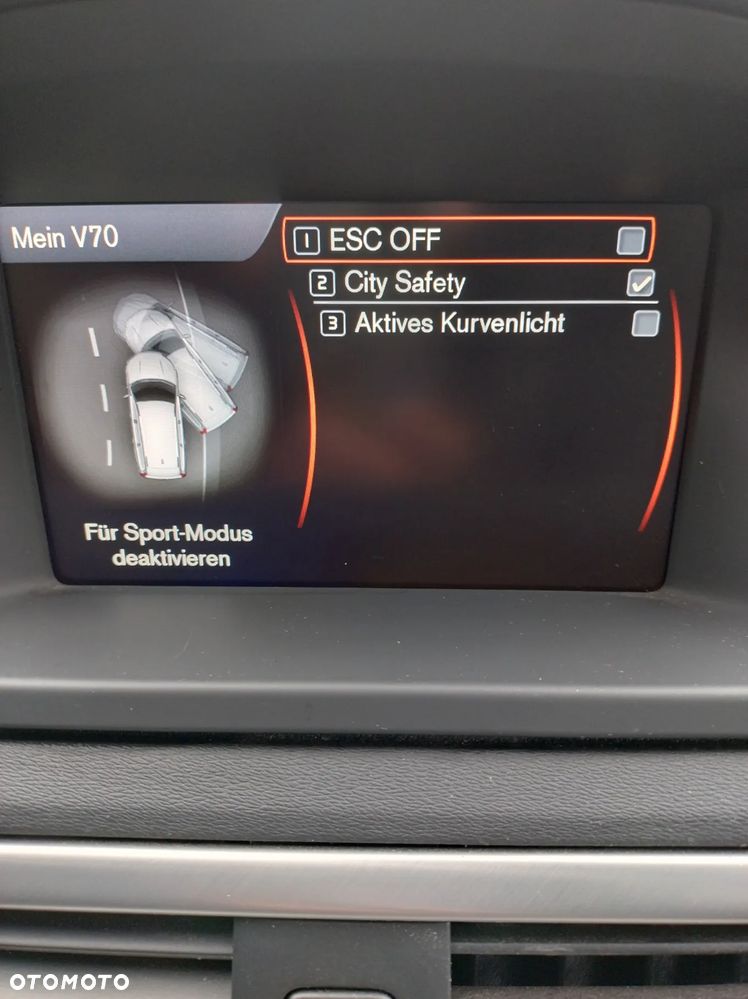 Mein V70
1 ESC OFF
2 City Safety
3 Aktives Kurvenlicht
Für Sport-Modus
deaktivieren
OTOMOTO